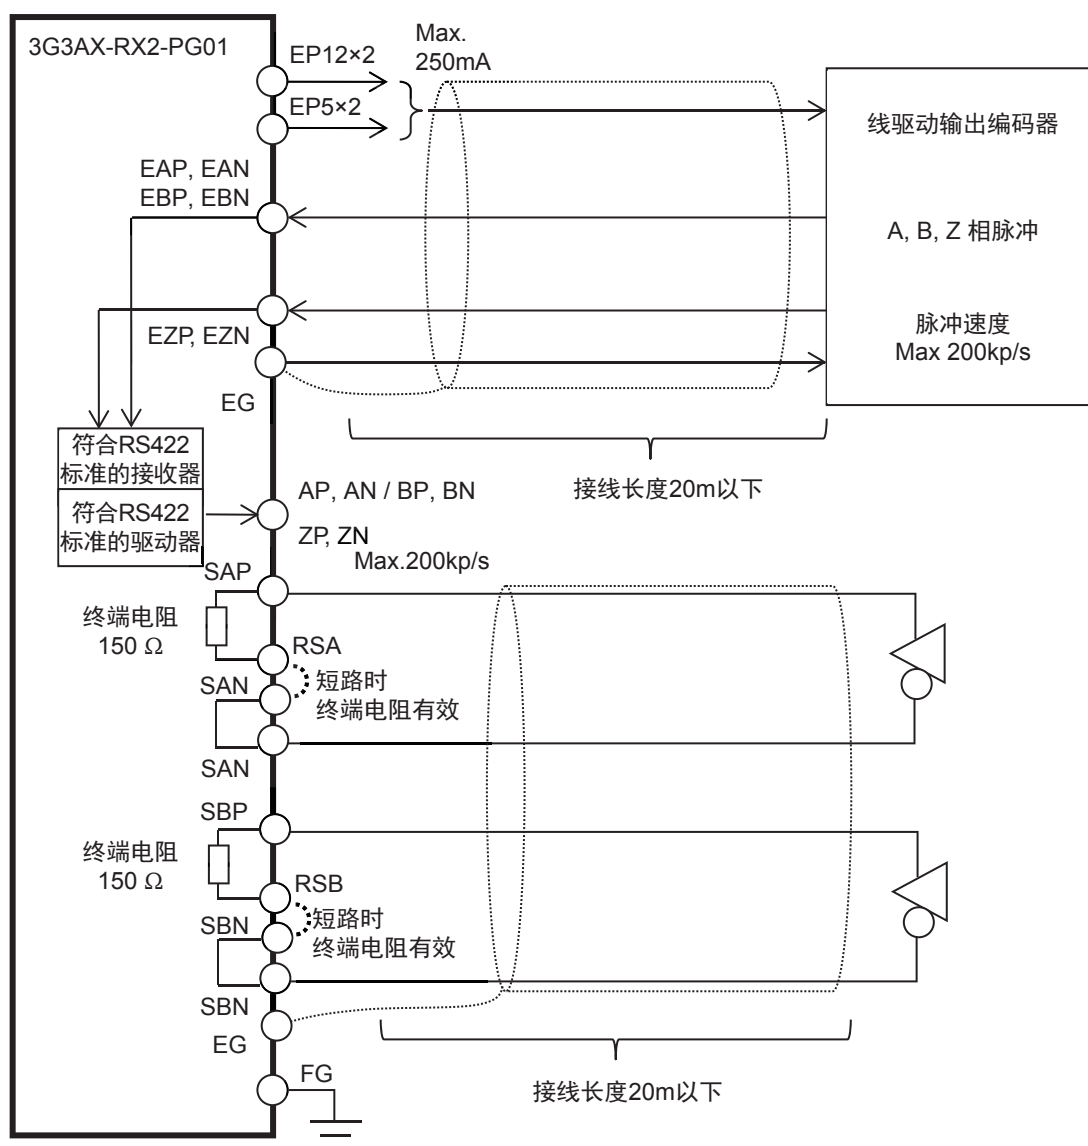 3G3AX-RX2-PG01
EP12×2
Max.
250mA
EP5×2
线驱动输出编码器
EAP, EAN
EBP, EBN
A, B, Z 相脉冲
EZP, EZN
脉冲速度
Max 200kp/s
EG
符合RS422
标准的接收器
接线长度20m以下
符合RS422
标准的驱动器
AP, AN / BP, BN
ZP, ZN
Max.200kp/s
SAP
终端电阻
150 Ω
RSA
SAN
短路时
终端电阻有效
SAN
SBP
终端电阻
150 Ω
RSB
SBN
短路时
终端电阻有效
SBN
EG
FG
接线长度20m以下